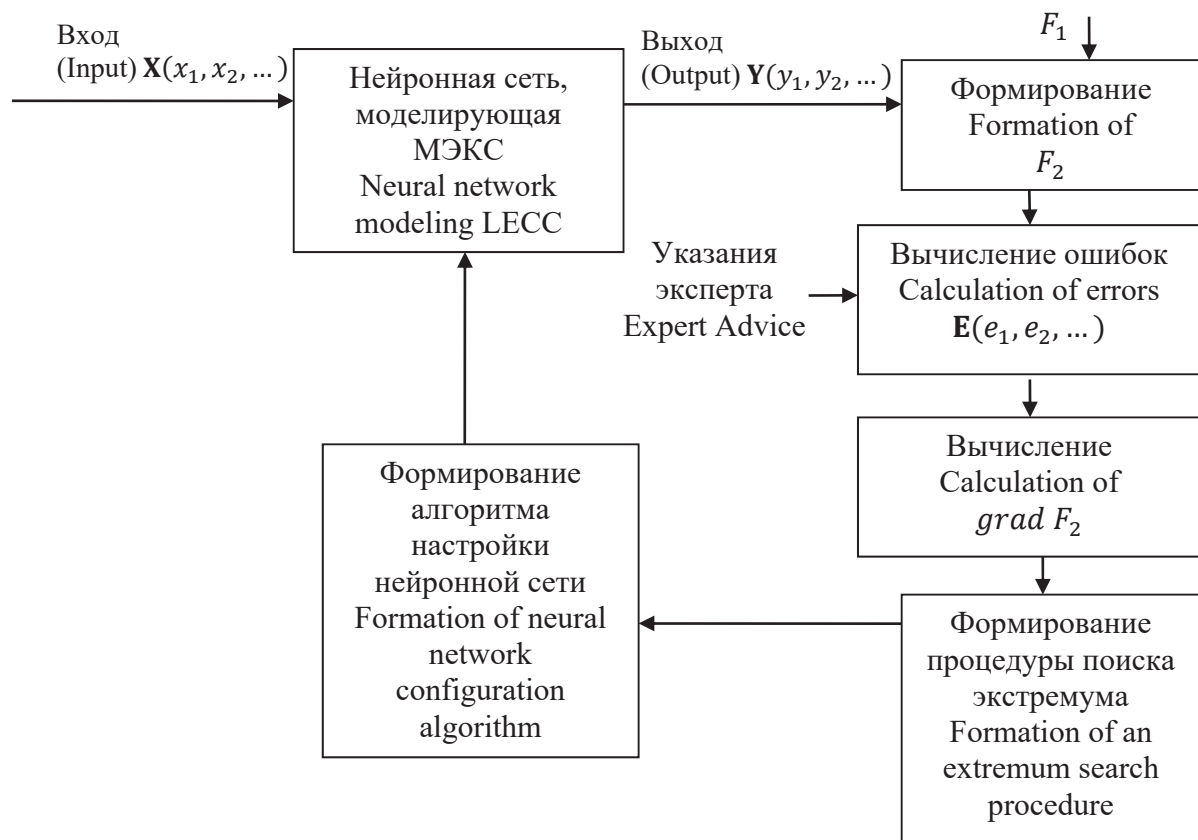 Вход
(Input) X(x₁, x₂, … )
Нейронная сеть,
моделирующая
МЭКС
Neural network
modeling LECC
Выход
(Output) Y(y₁, y₂, … )
F₁
Формирование
Formation of
F₂
Указания
эксперта
Expert Advice
Вычисление ошибок
Calculation of errors
E(e₁, e₂, … )
Вычисление
Calculation of
grad F₂
Формирование
процедуры поиска
экстремума
Formation of an
extremum search
procedure
Формирование
алгоритма
настройки
нейронной сети
Formation of neural
network
configuration
algorithm